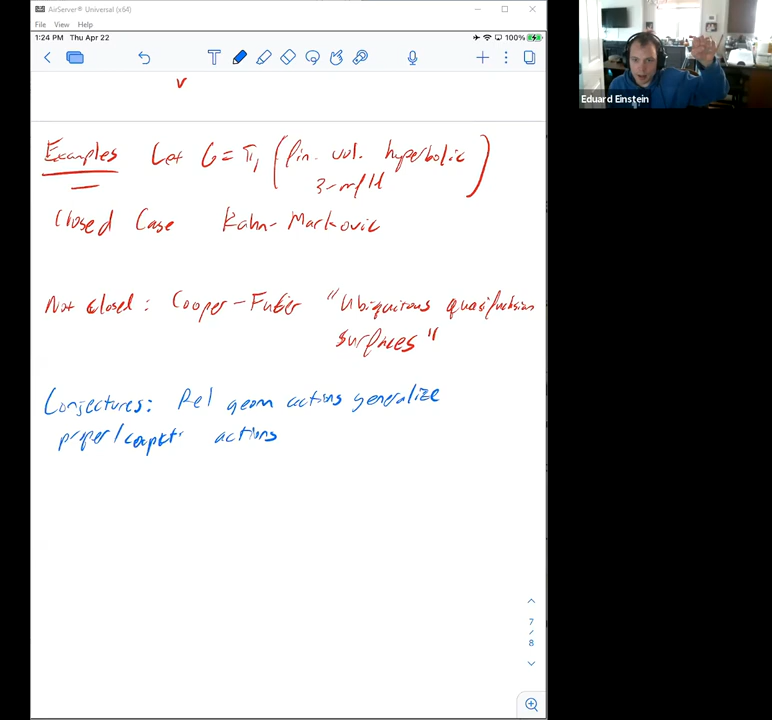 AirServer Universal (x64)
File View Help
1:24 PM Thu Apr 22
100%
T
Examples Let G = π₁ (fin. vol. hyperbolic
3-mfld)
Closed Case Kahn-Markovic
Not closed: Cooper-Futer "Ubiquitous quasifuchsian
surfaces"
Conjectures: Rel geom actions generalize
proper/cocpct. actions
7
/
8
Eduard Einstein